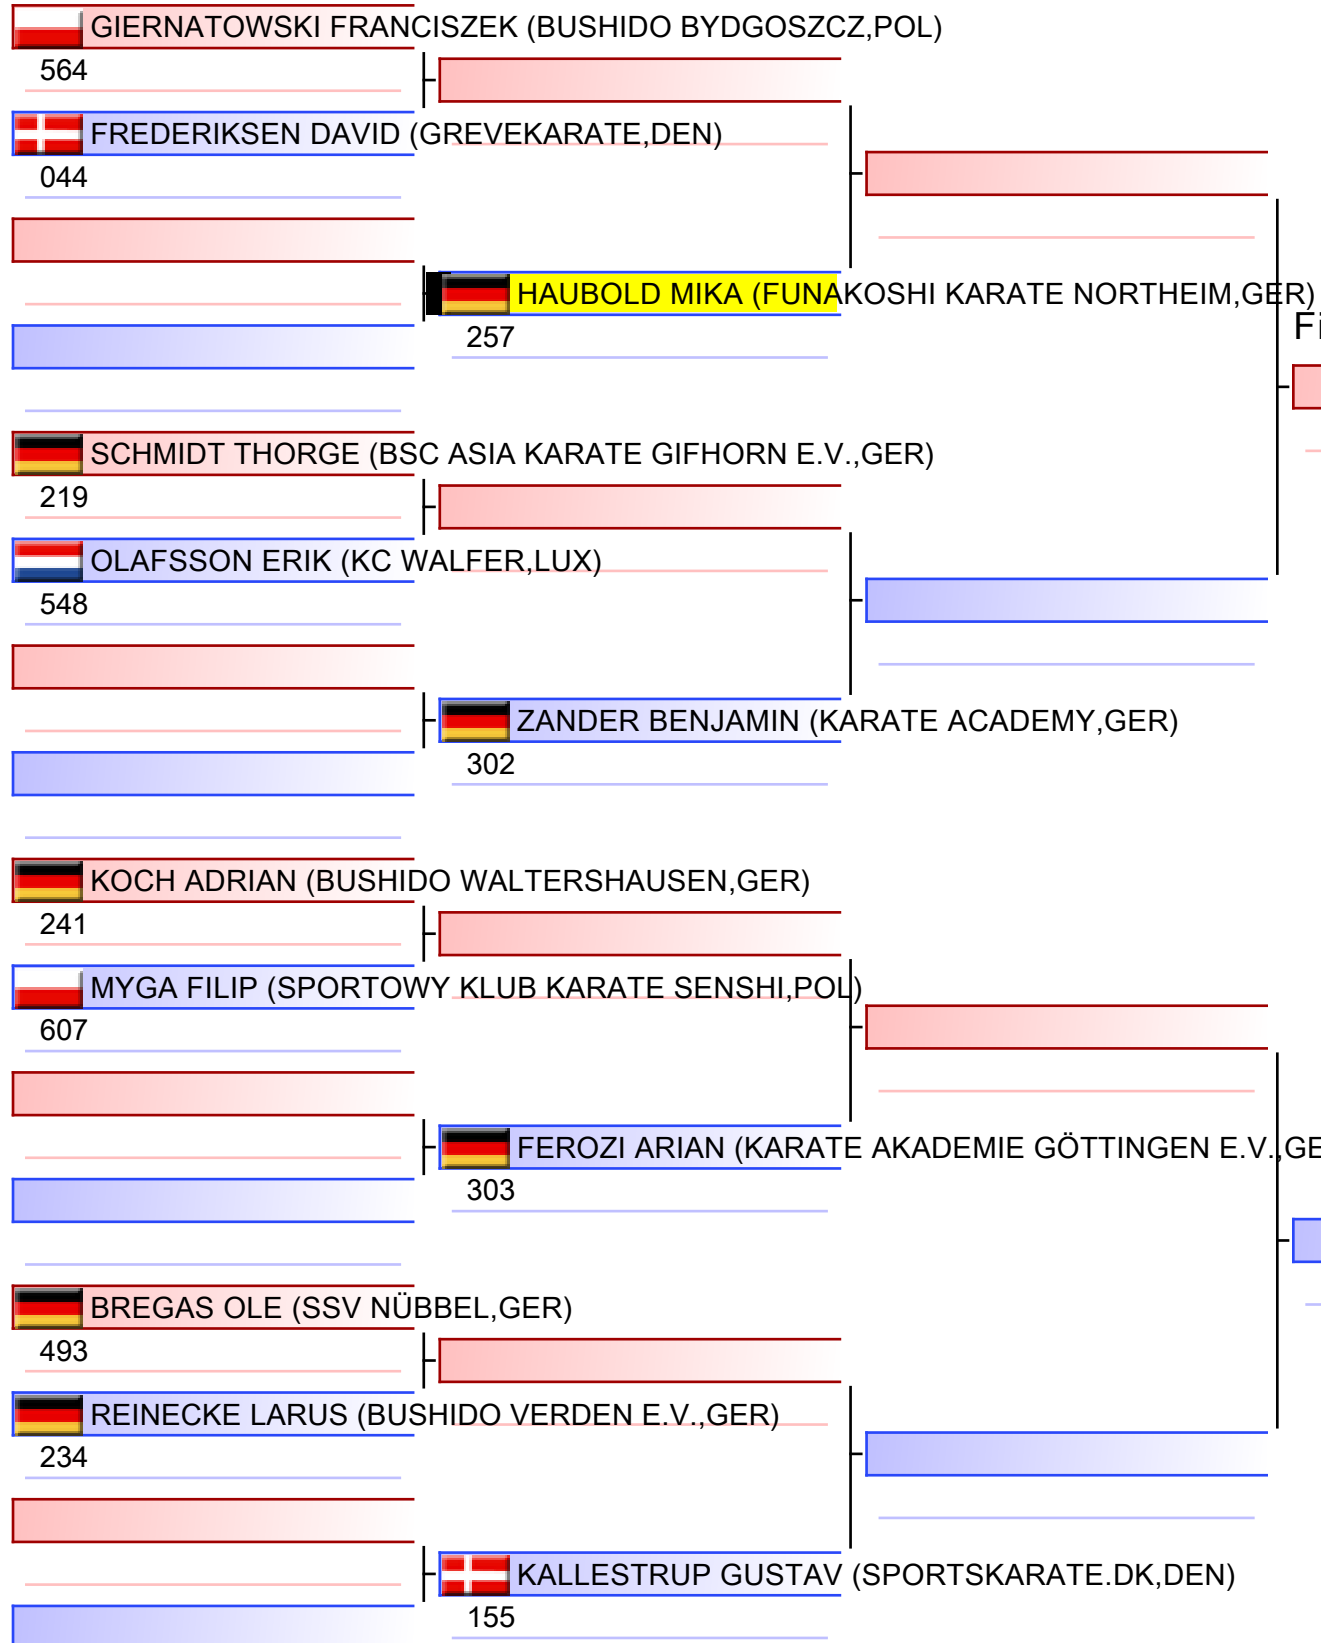 GIERNATOWSKI FRANCISZEK (BUSHIDO BYDGOSZCZ,POL)
564
FREDERIKSEN DAVID (GREVEKARATE,DEN)
044
HAUBOLD MIKA (FUNAKOSHI KARATE NORTHEIM,GER)
257
Fi
SCHMIDT THORGE (BSC ASIA KARATE GIFHORN E.V.,GER)
219
OLAFSSON ERIK (KC WALFER,LUX)
548
ZANDER BENJAMIN (KARATE ACADEMY,GER)
302
KOCH ADRIAN (BUSHIDO WALTERSHAUSEN,GER)
241
MYGA FILIP (SPORTOWY KLUB KARATE SENSHI,POL)
607
FEROZI ARIAN (KARATE AKADEMIE GÖTTINGEN E.V.,GE
303
BREGAS OLE (SSV NÜBBEL,GER)
493
REINECKE LARUS (BUSHIDO VERDEN E.V.,GER)
234
KALLESTRUP GUSTAV (SPORTSKARATE.DK,DEN)
155